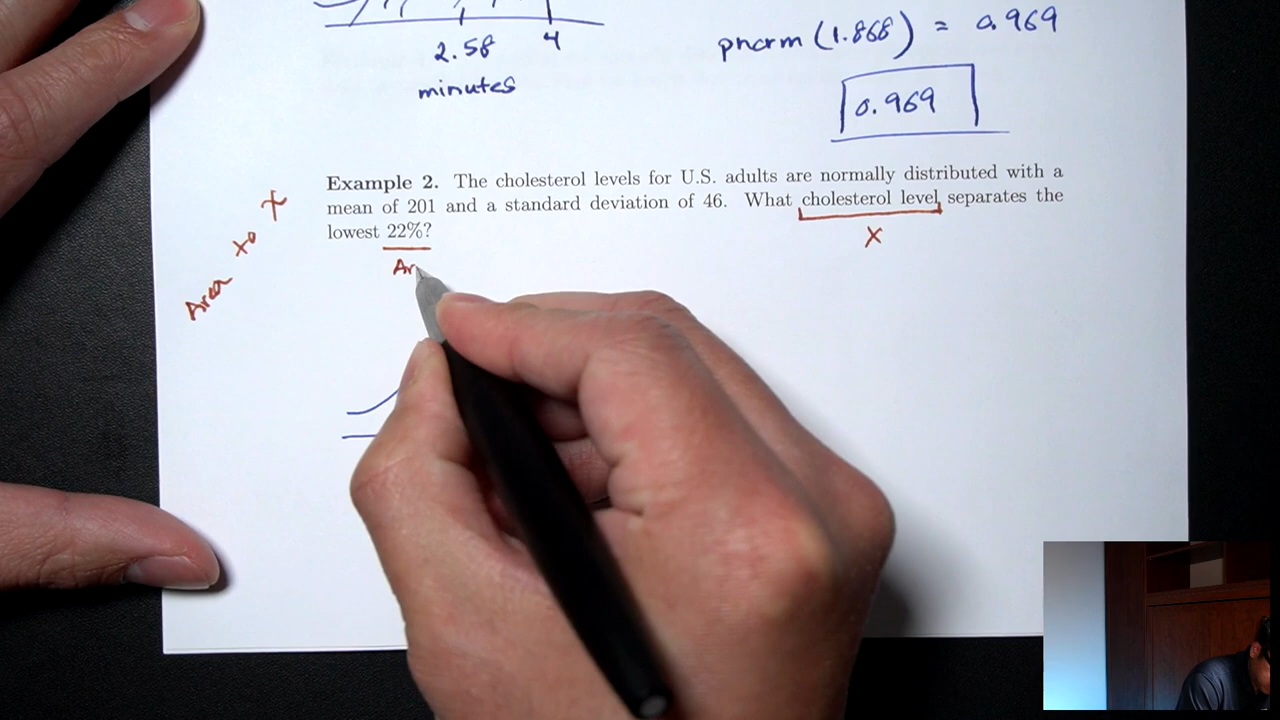 2.58 4
minutes
pnorm (1.868) = 0.969
0.969
Example 2. The cholesterol levels for U.S. adults are normally distributed with a
mean of 201 and a standard deviation of 46. What cholesterol level separates the
lowest 22%?
X
Ar
Area to x